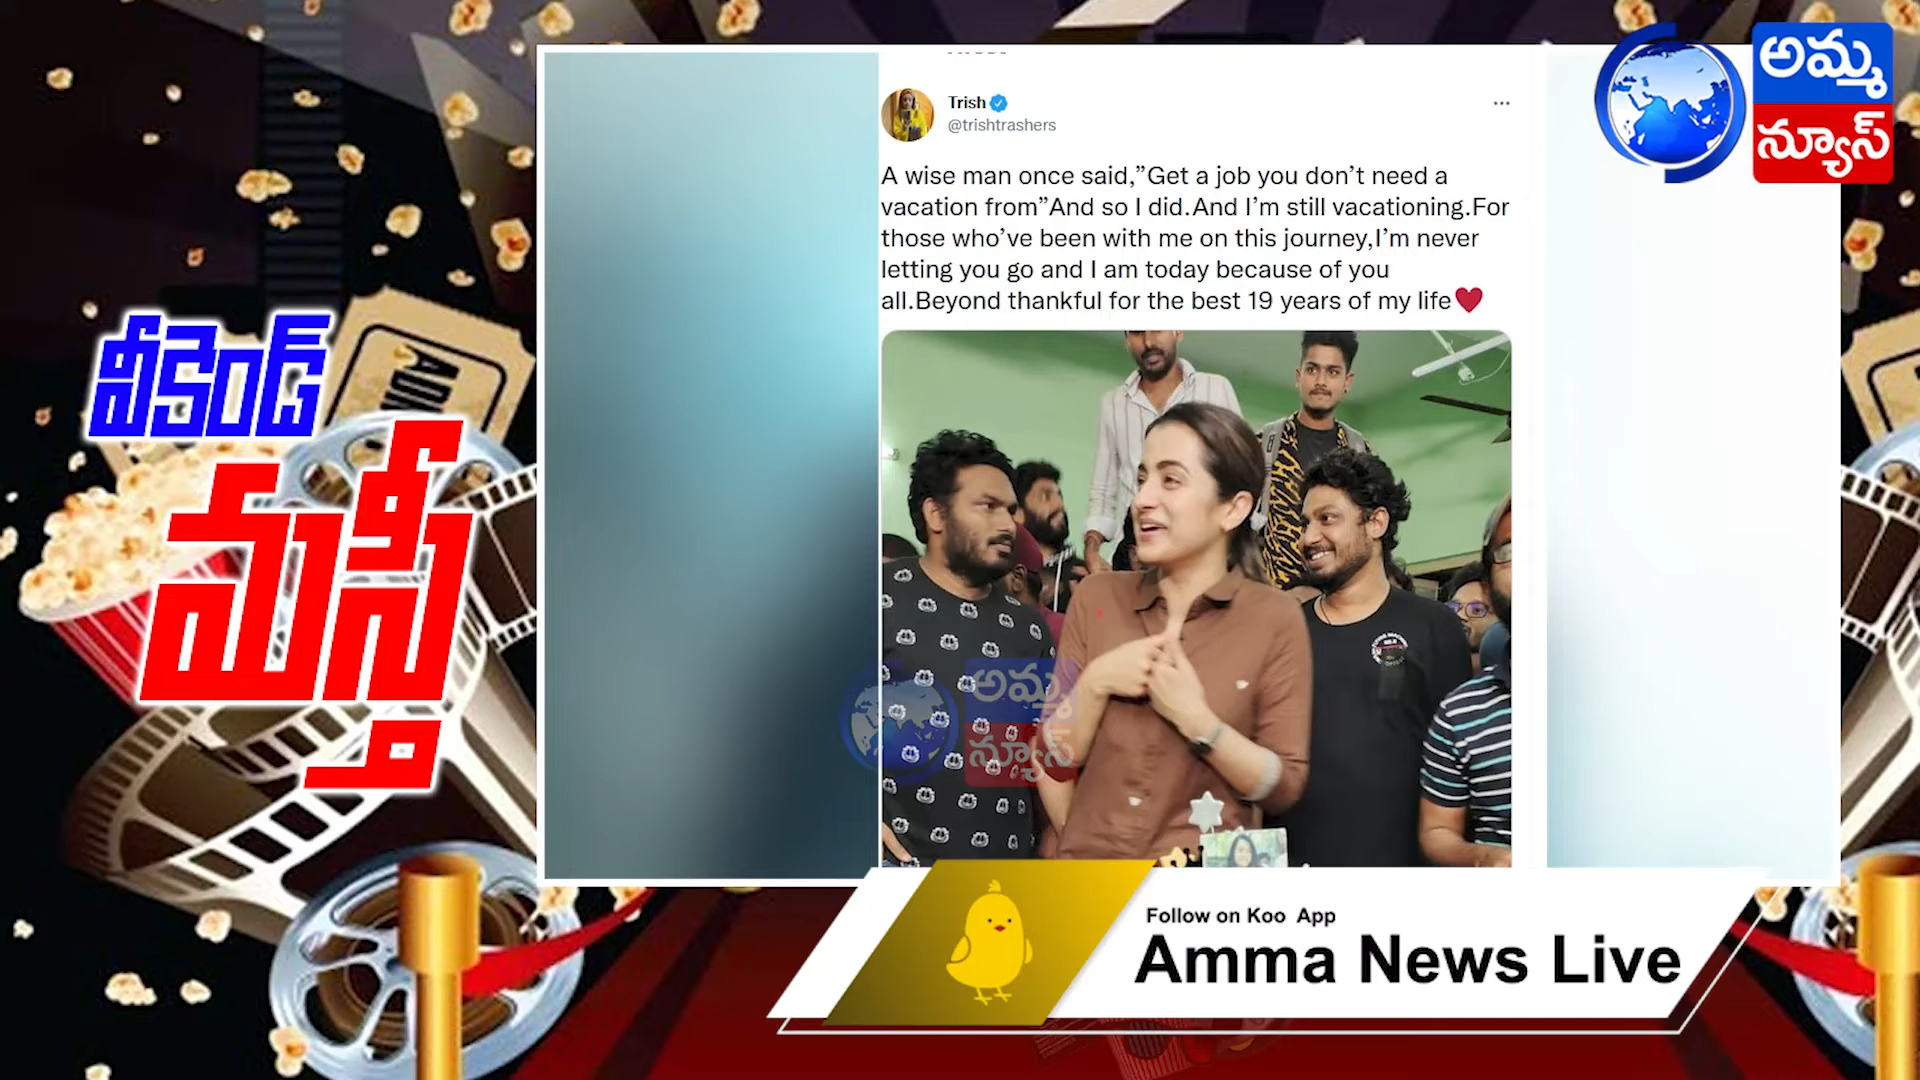 అమ్మ
న్యూస్
Trish
@trishtrashers
A wise man once said,”Get a job you don’t need a
vacation from”And so I did.And I’m still vacationing.For
those who’ve been with me on this journey,I’m never
letting you go and I am today because of you
all.Beyond thankful for the best 19 years of my life❤
వీకెండ్
మస్తీ
అమ్మ
న్యూస్
Follow on Koo App
Amma News Live